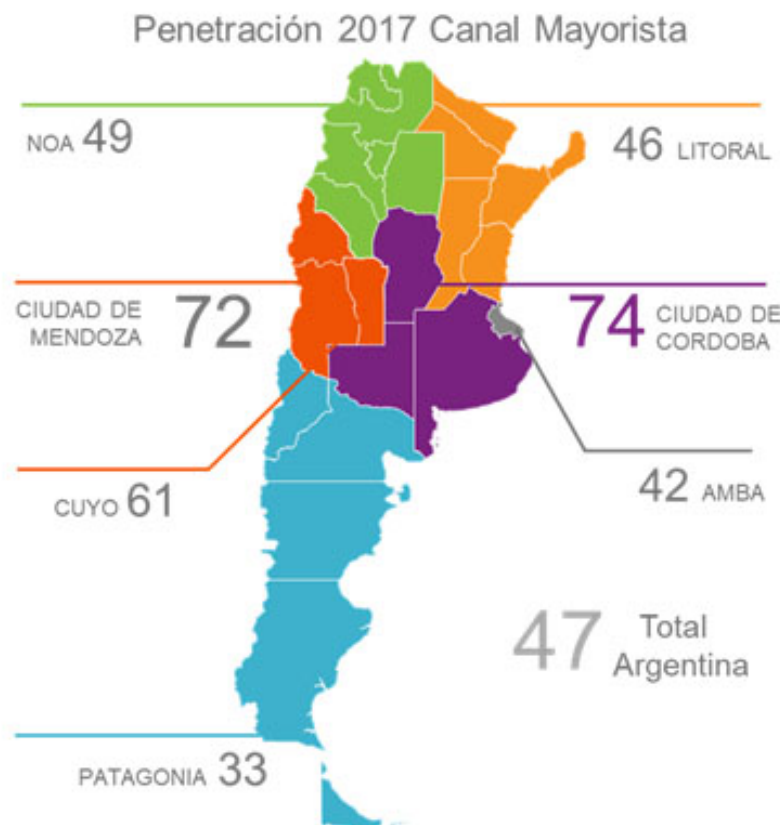 Penetración 2017 Canal Mayorista
NOA 49
46 LITORAL
CIUDAD DE
MENDOZA 72
74 CIUDAD DE
CORDOBA
CUYO 61
42 AMBA
47 Total
Argentina
PATAGONIA 33